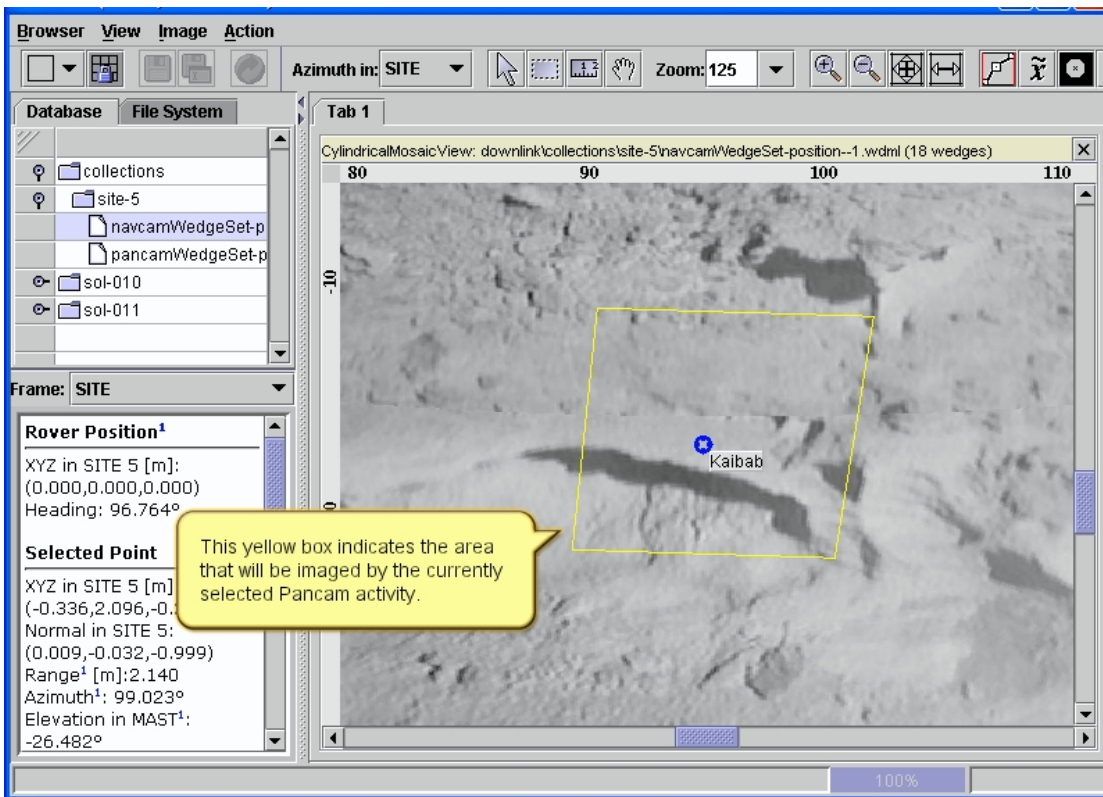 Browser View Image Action
Azimuth in: SITE
Zoom: 125
Database File System
Tab 1
collections
site-5
navcamWedgeSet-p
pancamWedgeSet-p
sol-010
sol-011
Frame: SITE
Rover Position1
XYZ in SITE 5 [m]:
(0.000,0.000,0.000)
Heading: 96.764º
Selected Point
XYZ in SITE 5 [m]
(-0.336,2.096,-0.
Normal in SITE 5:
(0.009,-0.032,-0.999)
Range1 [m]:2.140
Azimuth1: 99.023º
Elevation in MAST1:
-26.482º
CylindricalMosaicView: downlink\collections\site-5\navcamWedgeSet-position--1.wdml (18 wedges)
80 90 100 110
-10
Kaibab
This yellow box indicates the area
that will be imaged by the currently
selected Pancam activity.
100%